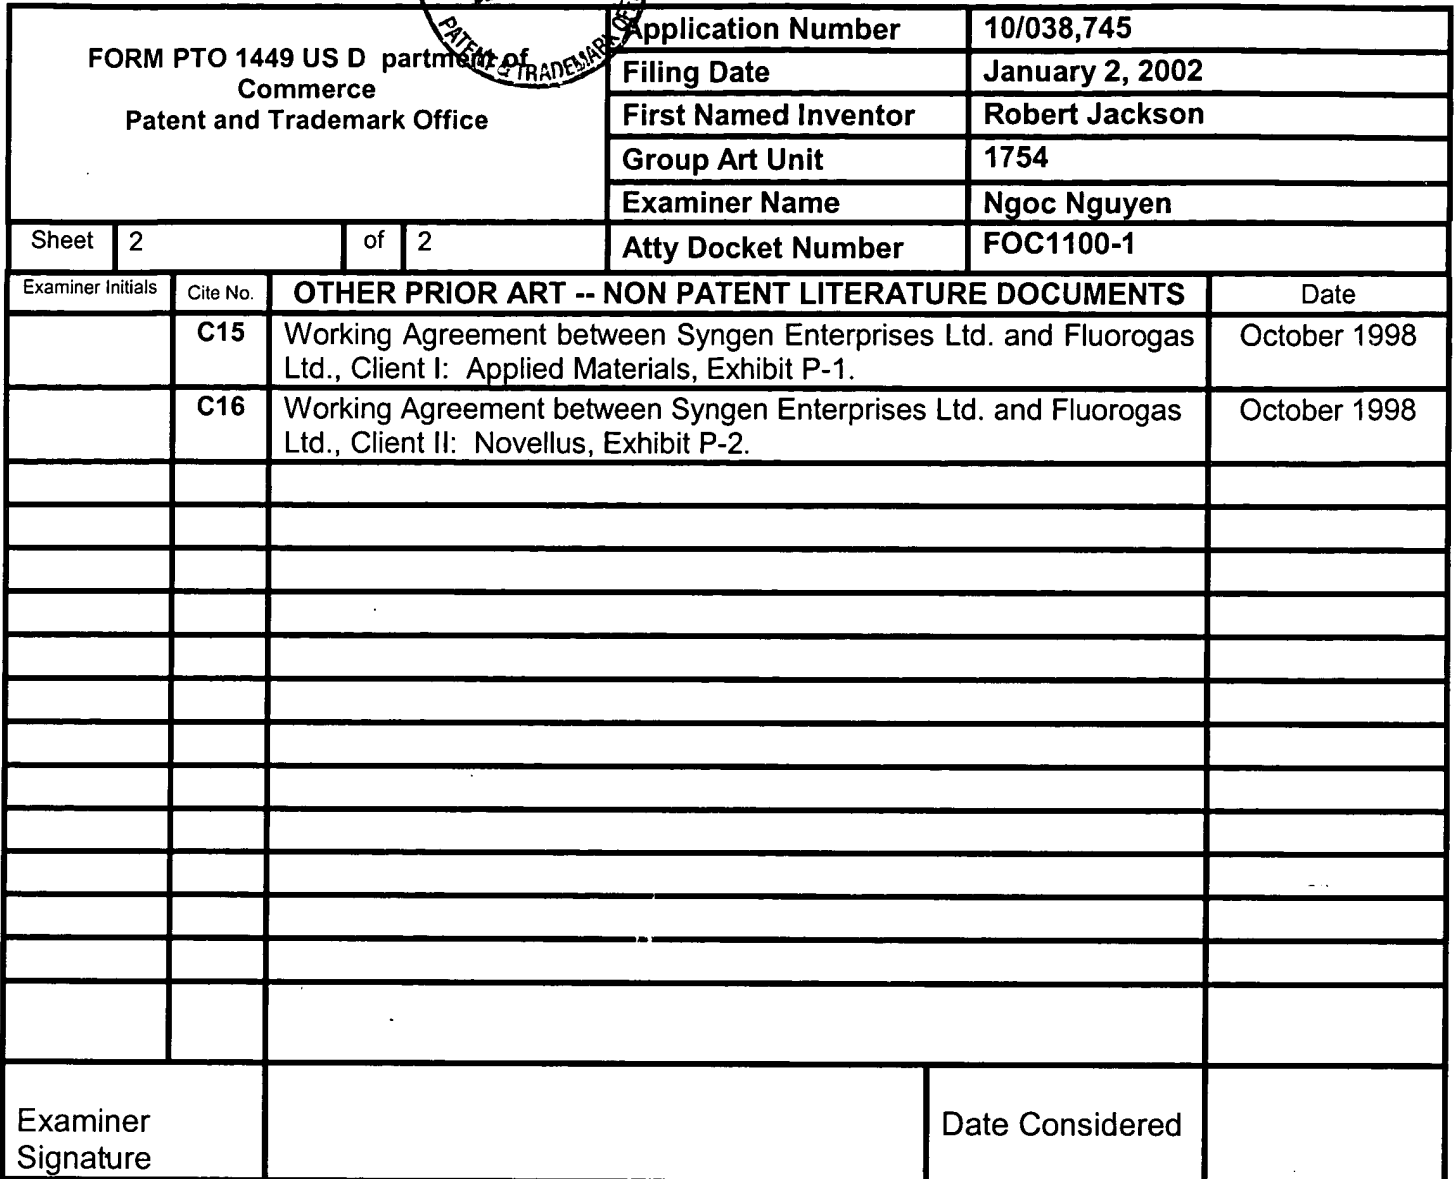 PATENT & TRADEMARK
FORM PTO 1449 US D partment of
Commerce
Patent and Trademark Office
Application Number 10/038,745
Filing Date January 2, 2002
First Named Inventor Robert Jackson
Group Art Unit 1754
Examiner Name Ngoc Nguyen
Sheet 2 of 2 Atty Docket Number FOC1100-1
Examiner Initials Cite No. OTHER PRIOR ART -- NON PATENT LITERATURE DOCUMENTS Date
C15 Working Agreement between Syngen Enterprises Ltd. and Fluorogas October 1998
Ltd., Client I: Applied Materials, Exhibit P-1.
C16 Working Agreement between Syngen Enterprises Ltd. and Fluorogas October 1998
Ltd., Client II: Novellus, Exhibit P-2.
Examiner
Signature
Date Considered